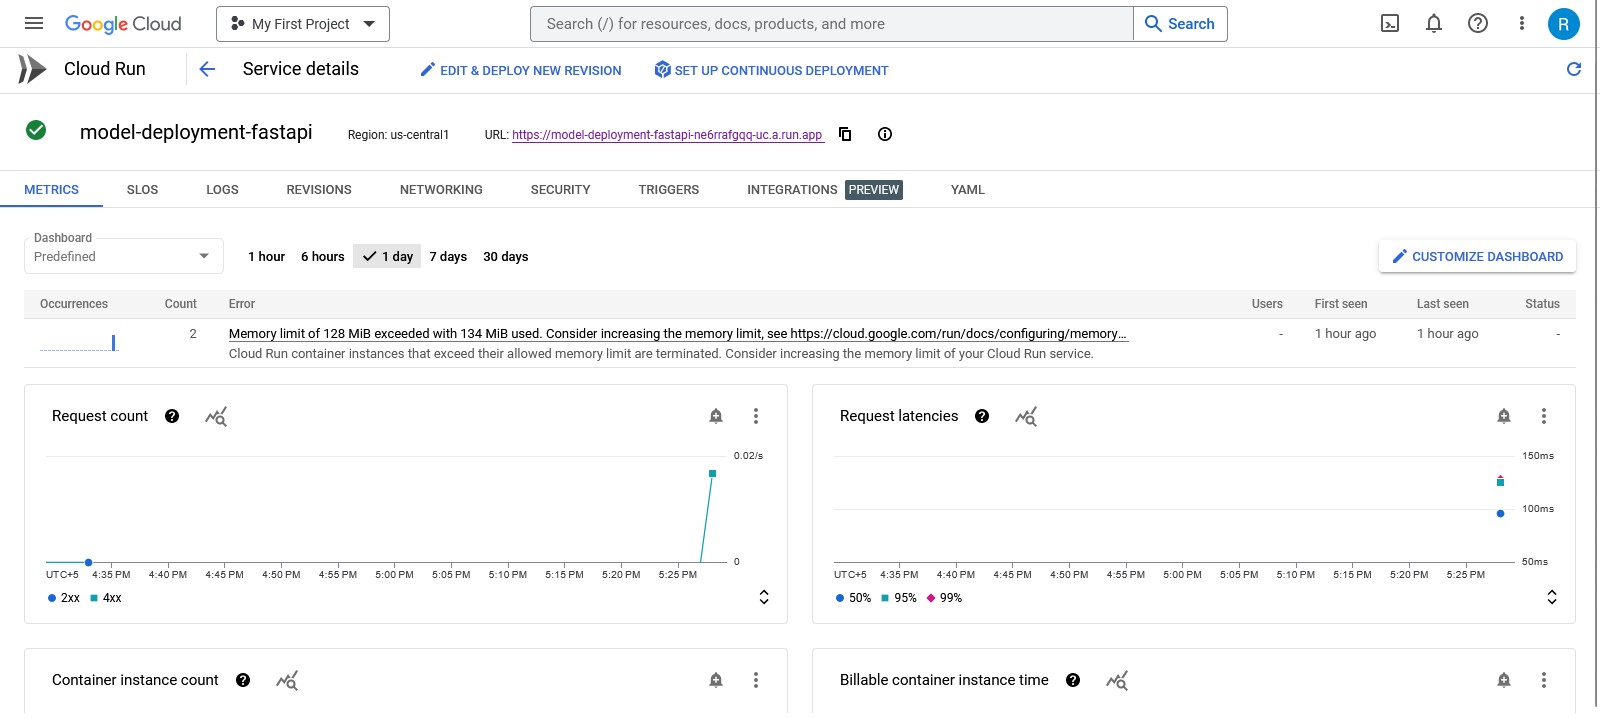 Google Cloud
My First Project
Search (/) for resources, docs, products, and more
Search
R
Cloud Run
Service details
EDIT & DEPLOY NEW REVISION
SET UP CONTINUOUS DEPLOYMENT
model-deployment-fastapi
Region: us-central1
URL: https://model-deployment-fastapi-ne6rrafgqq-uc.a.run.app
METRICS SLOS LOGS REVISIONS NETWORKING SECURITY TRIGGERS INTEGRATIONS PREVIEW YAML
Dashboard
Predefined
1 hour 6 hours 1 day 7 days 30 days
CUSTOMIZE DASHBOARD
Occurrences Count Error Users First seen Last seen Status
2 Memory limit of 128 MiB exceeded with 134 MiB used. Consider increasing the memory limit, see https://cloud.google.com/run/docs/configuring/memory… - 1 hour ago 1 hour ago -
Cloud Run container instances that exceed their allowed memory limit are terminated. Consider increasing the memory limit of your Cloud Run service.
Request count
0.02/s
0
UTC+5 4:35 PM 4:40 PM 4:45 PM 4:50 PM 4:55 PM 5:00 PM 5:05 PM 5:10 PM 5:15 PM 5:20 PM 5:25 PM
2xx 4xx
Request latencies
150ms
100ms
50ms
UTC+5 4:35 PM 4:40 PM 4:45 PM 4:50 PM 4:55 PM 5:00 PM 5:05 PM 5:10 PM 5:15 PM 5:20 PM 5:25 PM
50% 95% 99%
Container instance count
Billable container instance time